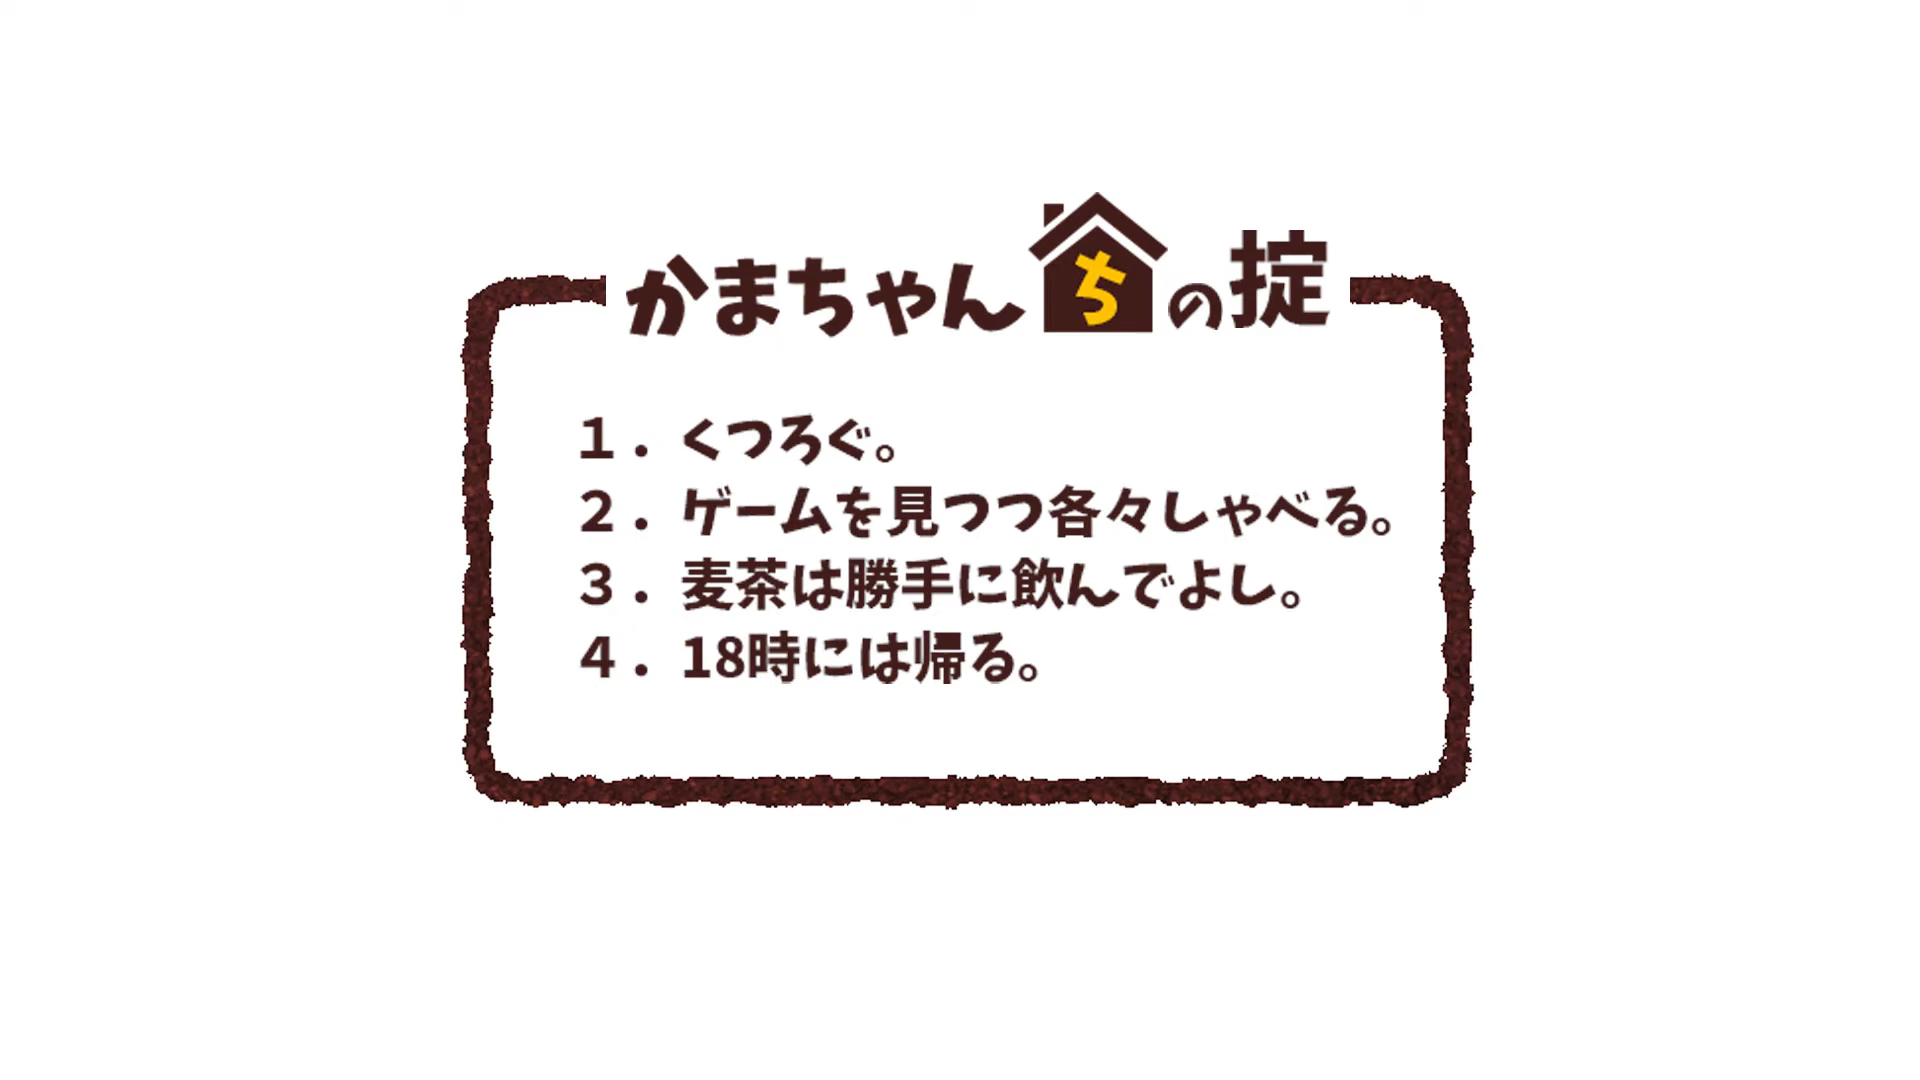 かまちゃんちの掟
１．くつろぐ。
２．ゲームを見つつ各々しゃべる。
３．麦茶は勝手に飲んでよし。
４．18時には帰る。